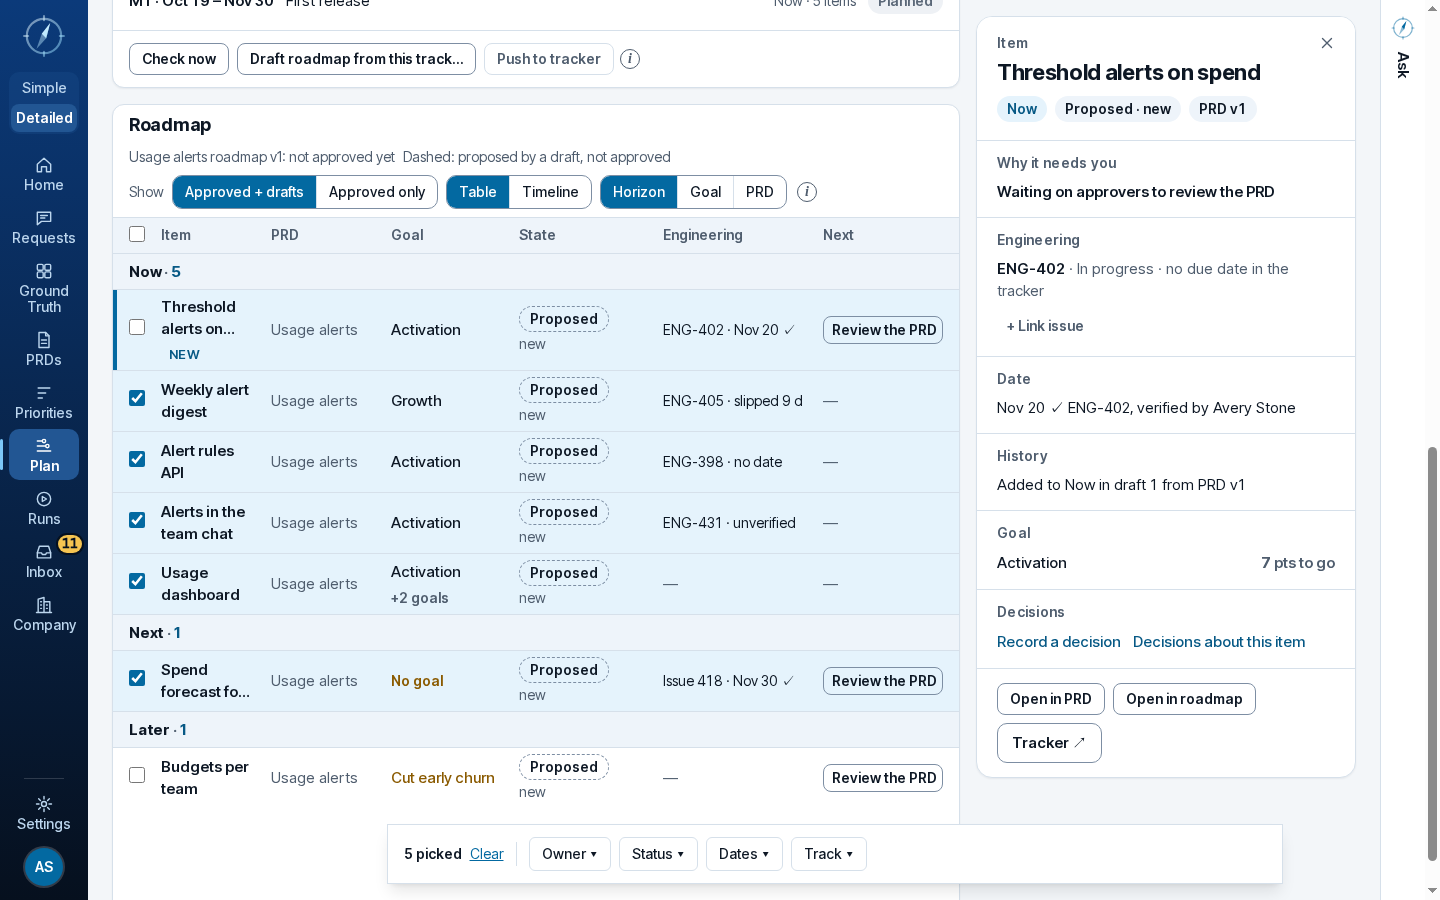 M1 · Oct 19 – Nov 30 First release Now · 5 items Planned
Check now Draft roadmap from this track... Push to tracker i
Roadmap
Usage alerts roadmap v1: not approved yet Dashed: proposed by a draft, not approved
Show Approved + drafts Approved only Table Timeline Horizon Goal PRD i
Item PRD Goal State Engineering Next
Now · 5
Threshold alerts on... NEW Usage alerts Activation Proposed new ENG-402 · Nov 20 ✓ Review the PRD
Weekly alert digest Usage alerts Growth Proposed new ENG-405 · slipped 9 d —
Alert rules API Usage alerts Activation Proposed new ENG-398 · no date —
Alerts in the team chat Usage alerts Activation Proposed new ENG-431 · unverified —
Usage dashboard Usage alerts Activation +2 goals Proposed new — —
Next · 1
Spend forecast fo... Usage alerts No goal Proposed new Issue 418 · Nov 30 ✓ Review the PRD
Later · 1
Budgets per team Usage alerts Cut early churn Proposed new — Review the PRD
5 picked Clear Owner ▾ Status ▾ Dates ▾ Track ▾
Simple
Detailed
Home
Requests
Ground
Truth
PRDs
Priorities
Plan
Runs
11
Inbox
Company
Settings
AS
Item
Threshold alerts on spend
Now Proposed · new PRD v1
Why it needs you
Waiting on approvers to review the PRD
Engineering
ENG-402 · In progress · no due date in the
tracker
+ Link issue
Date
Nov 20 ✓ ENG-402, verified by Avery Stone
History
Added to Now in draft 1 from PRD v1
Goal
Activation 7 pts to go
Decisions
Record a decision Decisions about this item
Open in PRD Open in roadmap
Tracker ↗
Ask